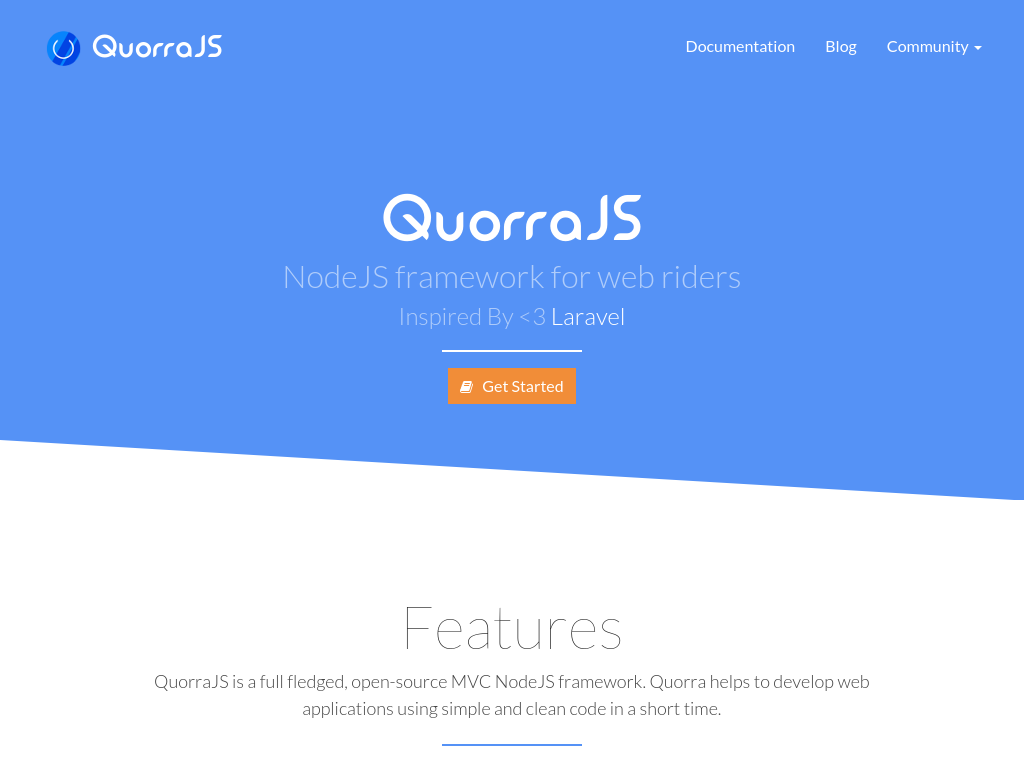 QuorraJS
Documentation
Blog
Community
QuorraJS
NodeJS framework for web riders
Inspired By <3 Laravel
Get Started
Features
QuorraJS is a full fledged, open-source MVC NodeJS framework. Quorra helps to develop web
applications using simple and clean code in a short time.